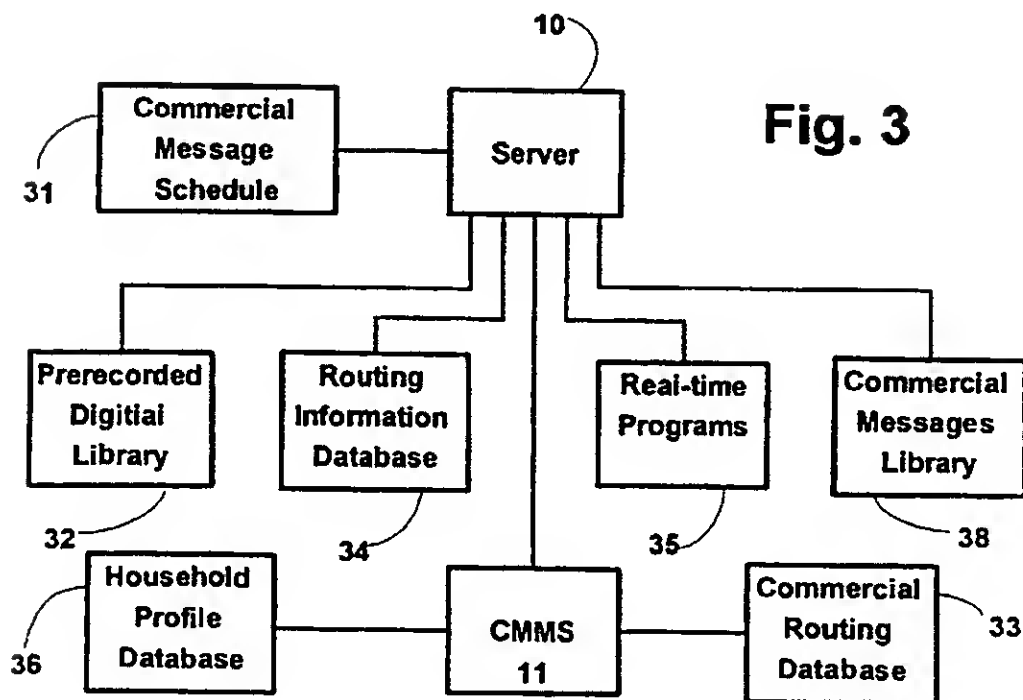 10
Commercial
Message
Schedule
31
Server
Fig. 3
Prerecorded
Digitial
Library
32
Routing
Information
Database
34
Real-time
Programs
35
Commercial
Messages
Library
38
Household
Profile
Database
36
CMMS
11
Commercial
Routing
Database
33